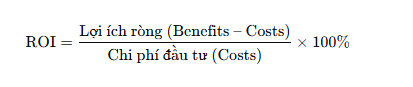 ROI = Lợi ích ròng (Benefits – Costs) / Chi phí đầu tư (Costs) × 100%